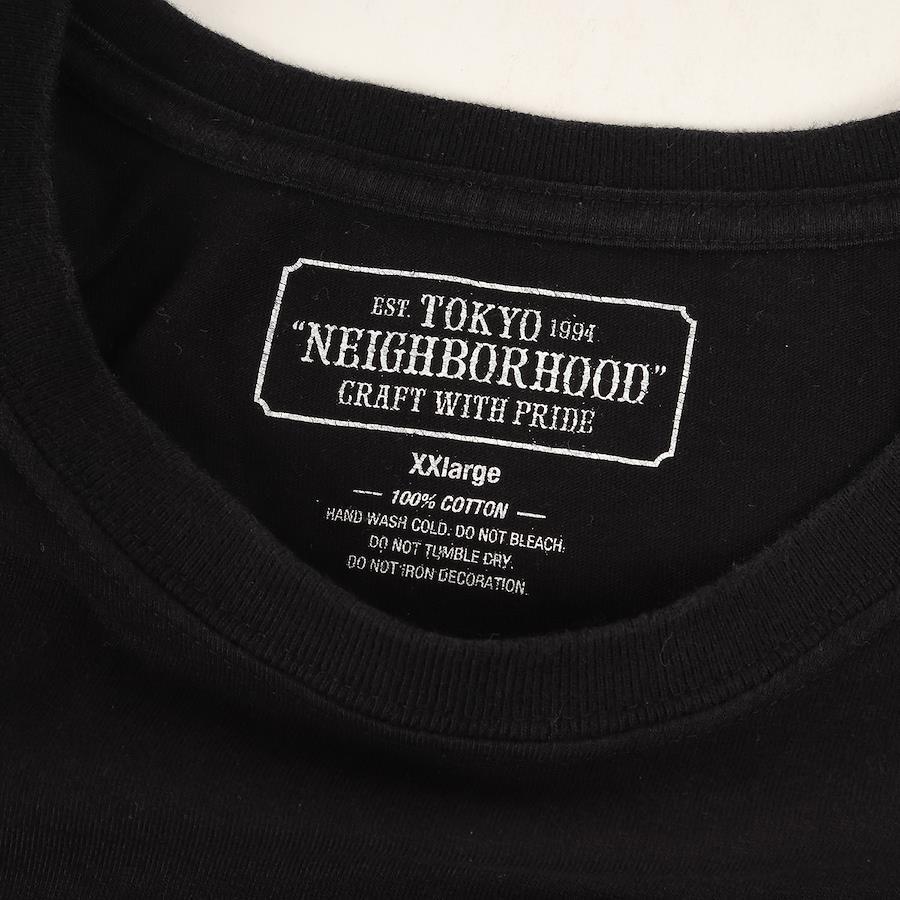 EST. TOKYO 1994
“NEIGHBORHOOD”
CRAFT WITH PRIDE
XXlarge
— 100% COTTON —
HAND WASH COLD. DO NOT BLEACH.
DO NOT TUMBLE DRY.
DO NOT IRON DECORATION.